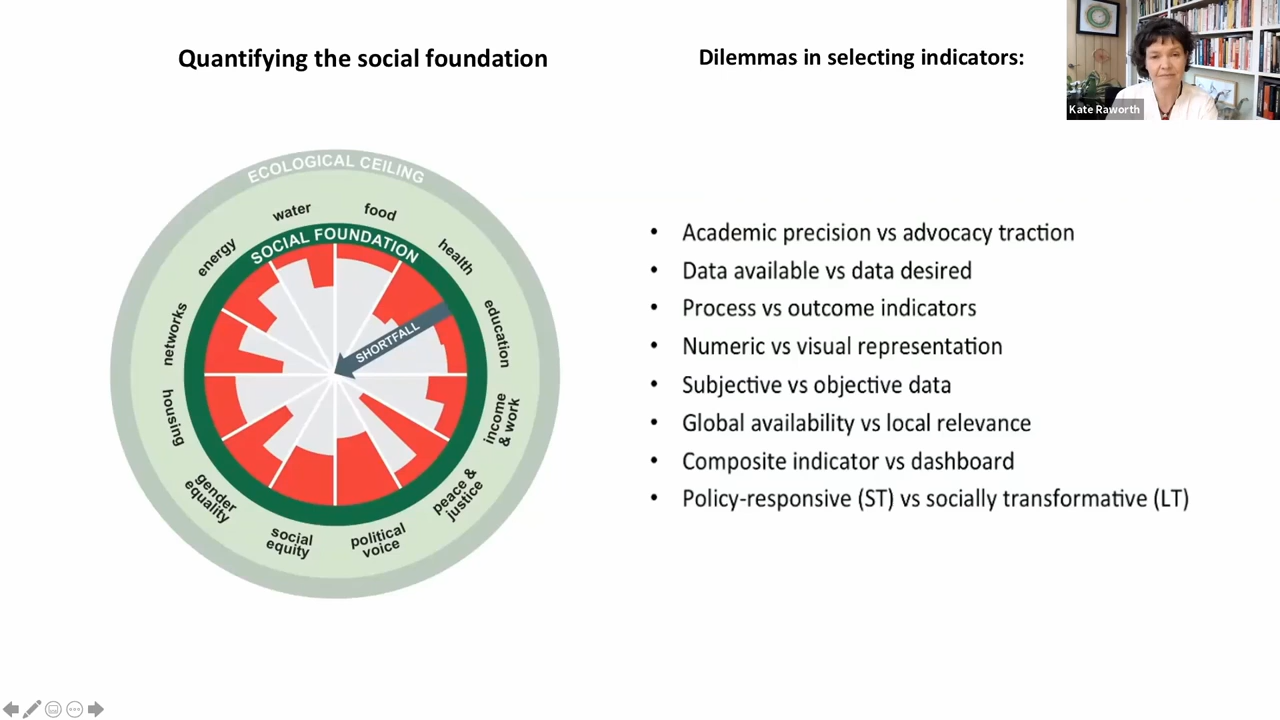 Quantifying the social foundation
Dilemmas in selecting indicators:
Kate Raworth
ECOLOGICAL CEILING
SOCIAL FOUNDATION
water
food
health
education
income
& work
peace &
justice
political
voice
social
equity
gender
equality
housing
networks
energy
SHORTFALL
• Academic precision vs advocacy traction
• Data available vs data desired
• Process vs outcome indicators
• Numeric vs visual representation
• Subjective vs objective data
• Global availability vs local relevance
• Composite indicator vs dashboard
• Policy-responsive (ST) vs socially transformative (LT)